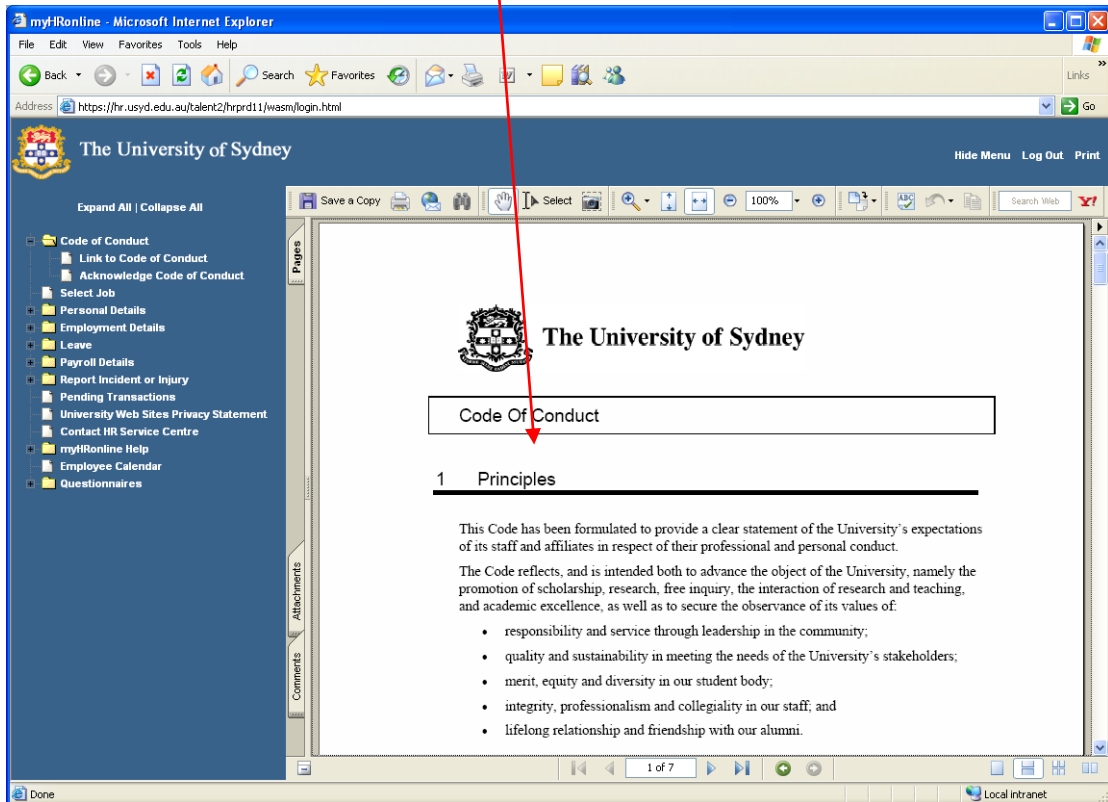 myHRonline - Microsoft Internet Explorer
File Edit View Favorites Tools Help
Back Search Favorites Links
Address https://hr.usyd.edu.au/talent2/hrprd11/wasm/login.html Go
The University of Sydney
Hide Menu Log Out Print
Expand All | Collapse All
Save a Copy Select 100% Search Web Y!
Code of Conduct
Link to Code of Conduct
Acknowledge Code of Conduct
Select Job
Personal Details
Employment Details
Leave
Payroll Details
Report Incident or Injury
Pending Transactions
University Web Sites Privacy Statement
Contact HR Service Centre
myHRonline Help
Employee Calendar
Questionnaires
Pages
Attachments
Comments
The University of Sydney
Code Of Conduct
1 Principles
This Code has been formulated to provide a clear statement of the University's expectations
of its staff and affiliates in respect of their professional and personal conduct.
The Code reflects, and is intended both to advance the object of the University, namely the
promotion of scholarship, research, free inquiry, the interaction of research and teaching,
and academic excellence, as well as to secure the observance of its values of:
• responsibility and service through leadership in the community;
• quality and sustainability in meeting the needs of the University's stakeholders;
• merit, equity and diversity in our student body;
• integrity, professionalism and collegiality in our staff; and
• lifelong relationship and friendship with our alumni.
1 of 7
Done Local intranet